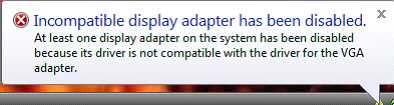 Incompatible display adapter has been disabled.
At least one display adapter on the system has been disabled
because its driver is not compatible with the driver for the VGA
adapter.